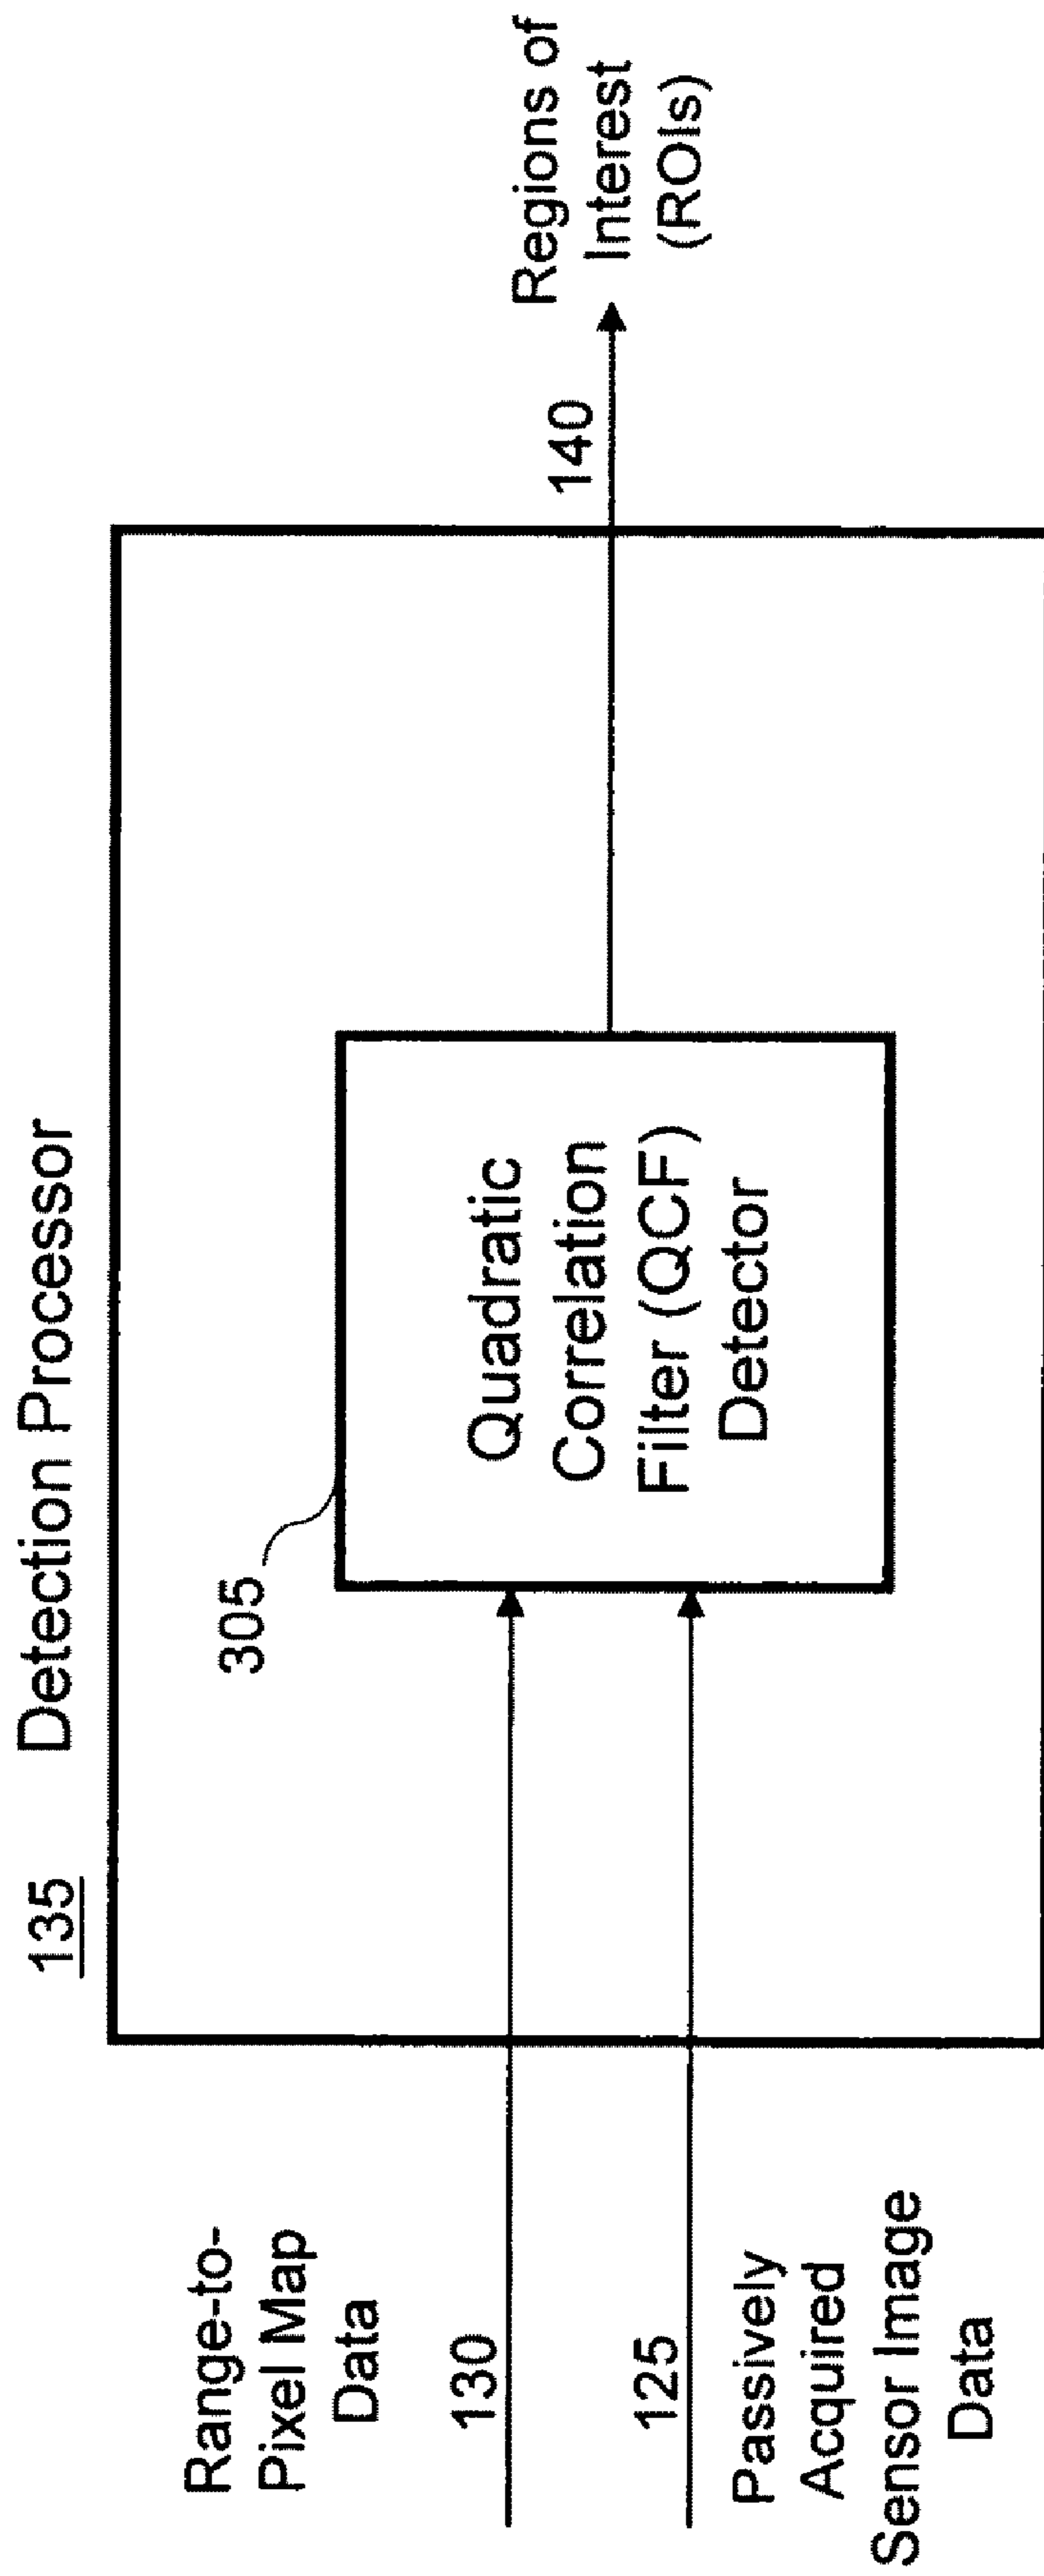 135 Detection Processor
Range-to-
Pixel Map
Data
130
125
Passively
Acquired
Sensor Image
Data
305
Quadratic
Correlation
Filter (QCF)
Detector
140
Regions of
Interest
(ROIs)